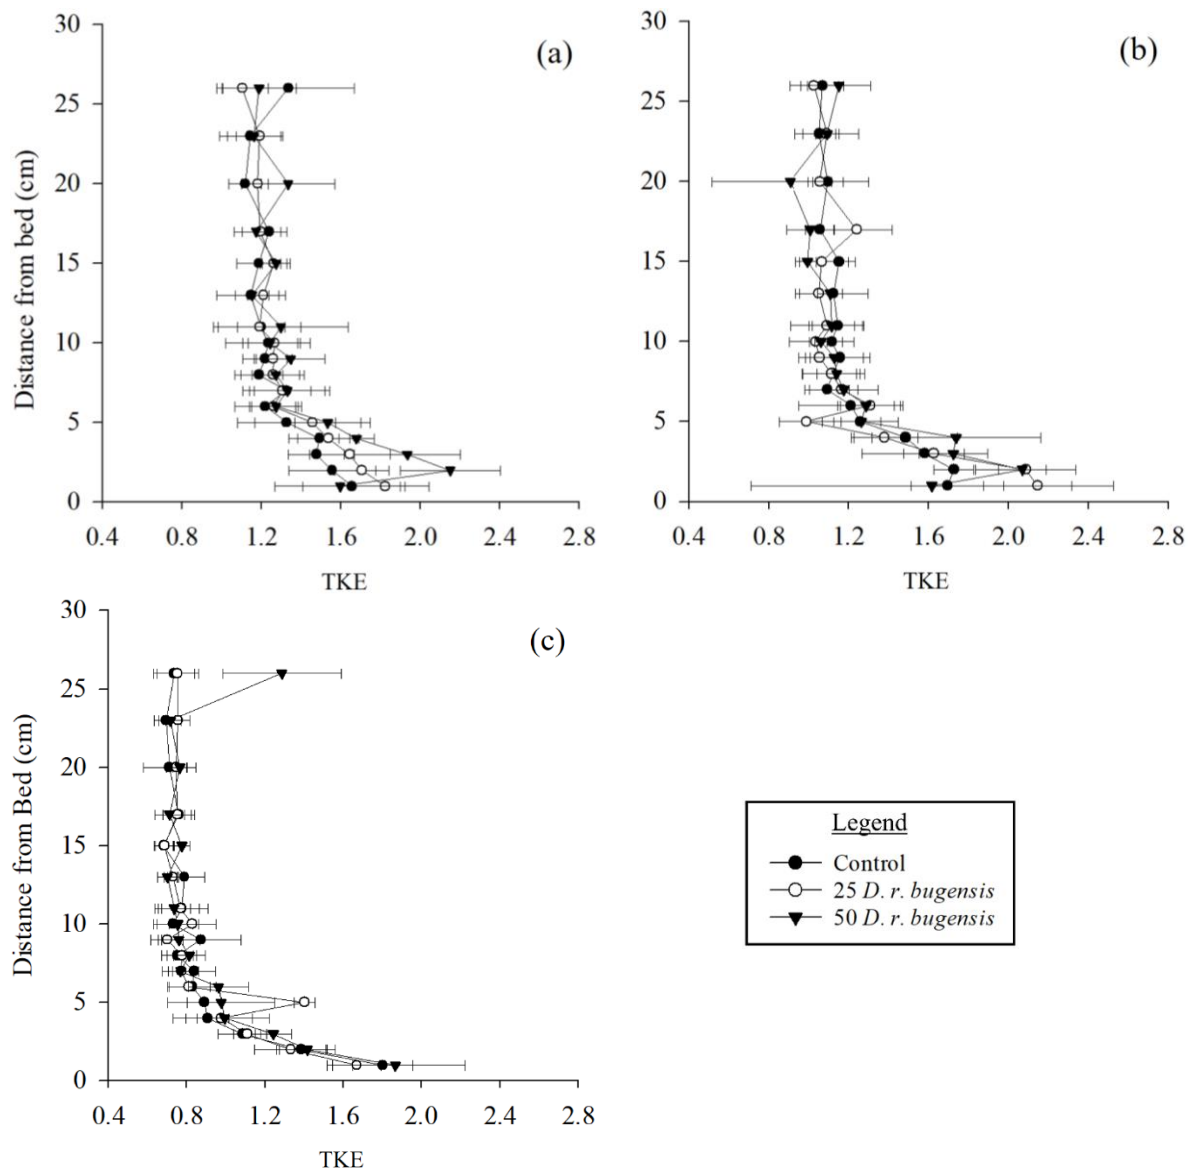 (a)
30
25
20
15
10
5
0
Distance from bed (cm)
0.4 0.8 1.2 1.6 2.0 2.4 2.8
TKE
(b)
30
25
20
15
10
5
0
0.4 0.8 1.2 1.6 2.0 2.4 2.8
TKE
(c)
30
25
20
15
10
5
0
Distance from Bed (cm)
0.4 0.8 1.2 1.6 2.0 2.4 2.8
TKE
Legend
Control
25 D. r. bugensis
50 D. r. bugensis